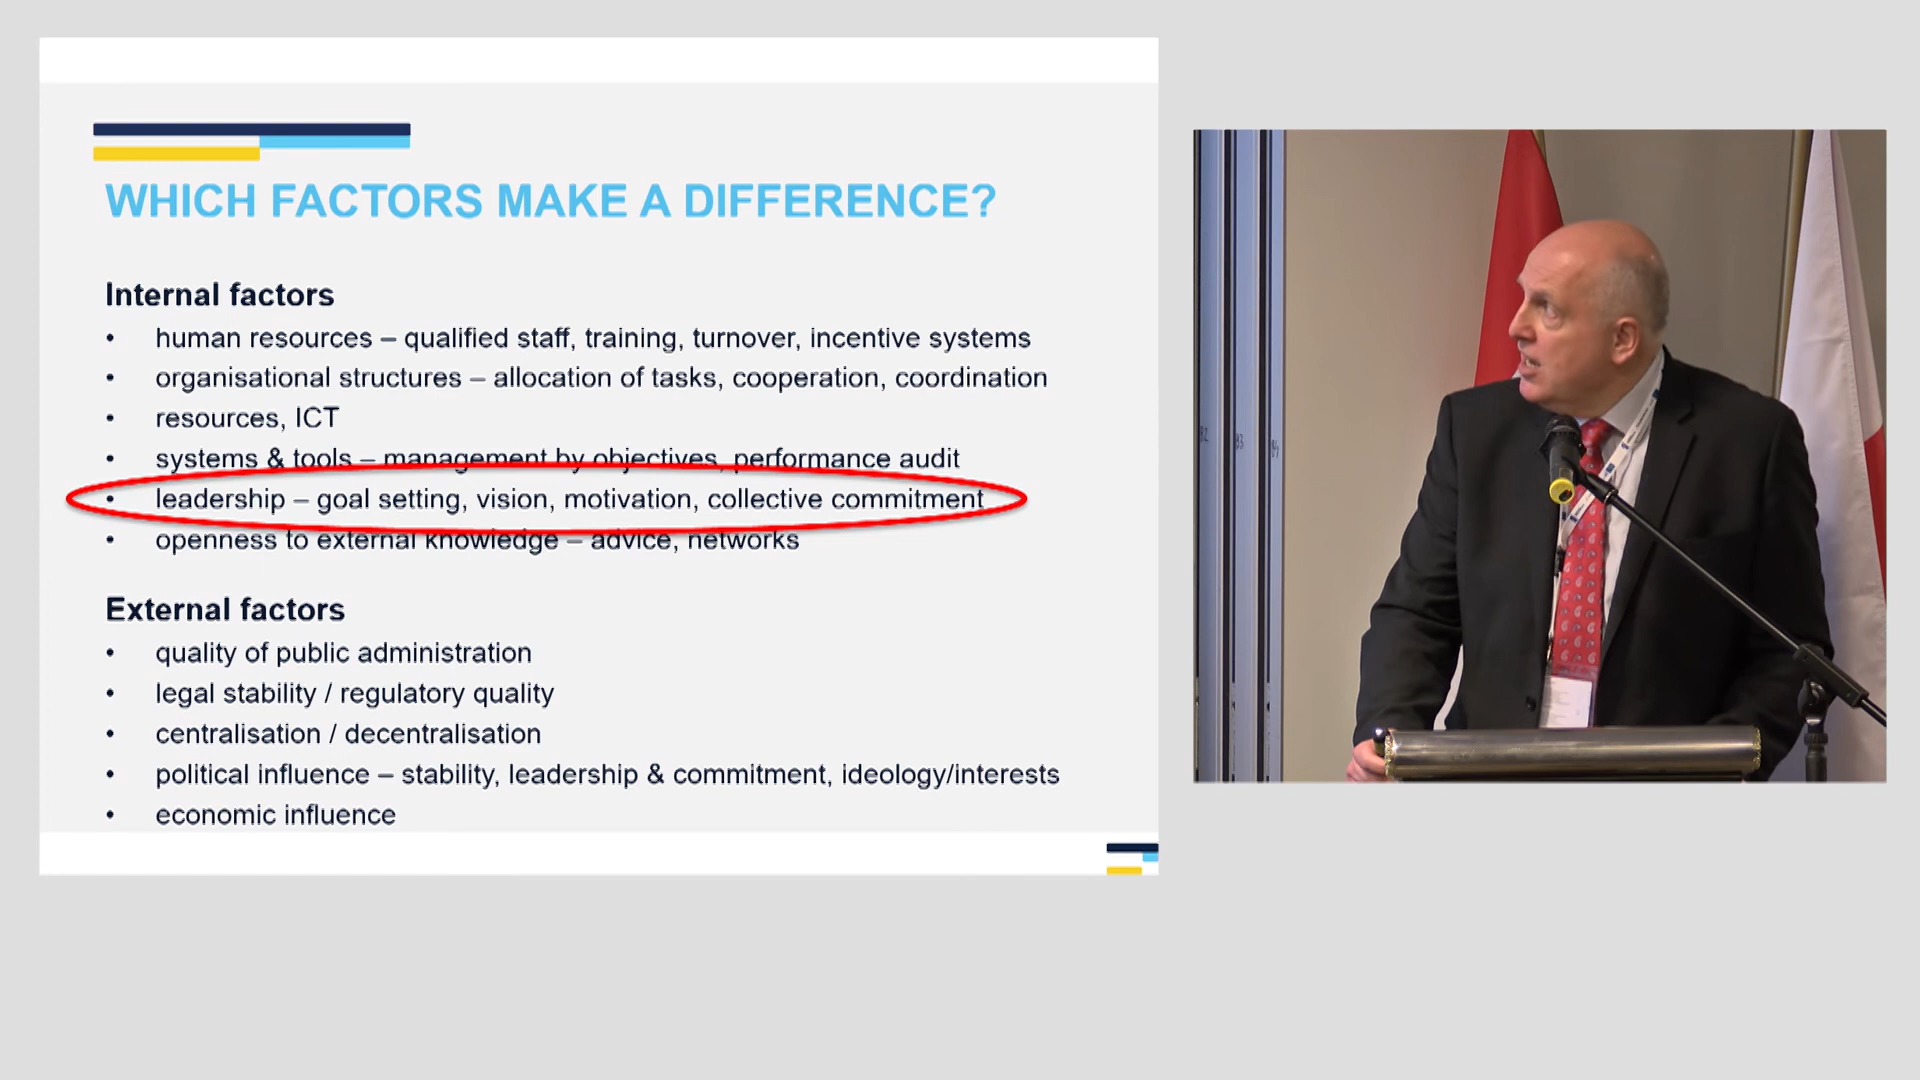 WHICH FACTORS MAKE A DIFFERENCE?
Internal factors
• human resources – qualified staff, training, turnover, incentive systems
• organisational structures – allocation of tasks, cooperation, coordination
• resources, ICT
• systems & tools – management by objectives, performance audit
• leadership – goal setting, vision, motivation, collective commitment
• openness to external knowledge – advice, networks
External factors
• quality of public administration
• legal stability / regulatory quality
• centralisation / decentralisation
• political influence – stability, leadership & commitment, ideology/interests
• economic influence